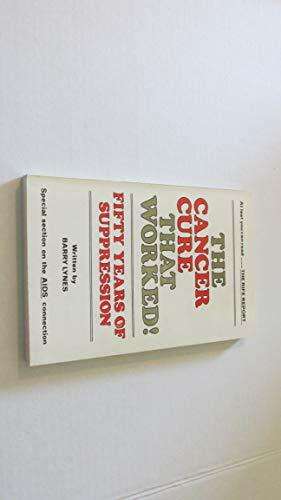 At last you can read ....... THE RIFE REPORT
THE
CANCER
CURE
THAT
WORKED!
FIFTY YEARS OF
SUPPRESSION
Written by
BARRY LYNES
Special section on the AIDS connection